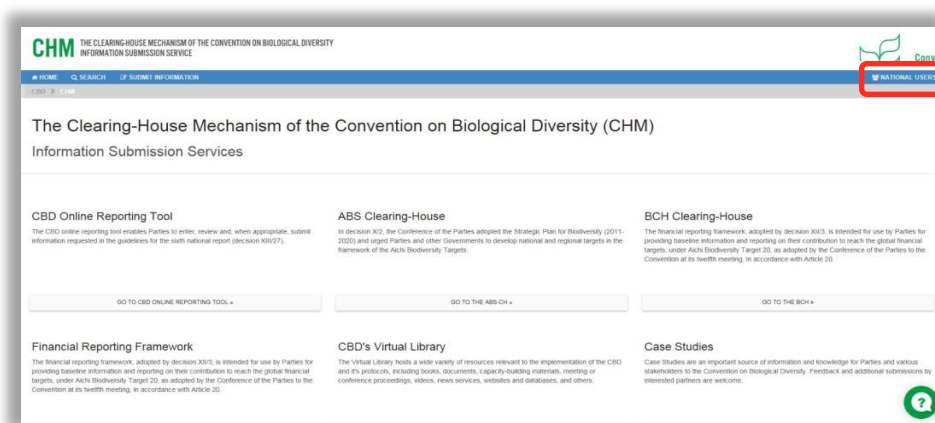 CHM THE CLEARING-HOUSE MECHANISM OF THE CONVENTION ON BIOLOGICAL DIVERSITY
INFORMATION SUBMISSION SERVICE
Conv
HOME SEARCH SUBMIT INFORMATION NATIONAL USERS
CBD > CHM
The Clearing-House Mechanism of the Convention on Biological Diversity (CHM)
Information Submission Services
CBD Online Reporting Tool
The CBD online reporting tool enables Parties to enter, review and, when appropriate, submit
information requested in the guidelines for the sixth national report (decision XIII/27).
GO TO CBD ONLINE REPORTING TOOL »
ABS Clearing-House
In decision X/2, the Conference of the Parties adopted the Strategic Plan for Biodiversity (2011-
2020) and urged Parties and other Governments to develop national and regional targets in the
framework of the Aichi Biodiversity Targets.
GO TO THE ABS-CH »
BCH Clearing-House
The financial reporting framework, adopted by decision XII/3, is intended for use by Parties for
providing baseline information and reporting on their contribution to reach the global financial
targets, under Aichi Biodiversity Target 20, as adopted by the Conference of the Parties to the
Convention at its twelfth meeting, in accordance with Article 20.
GO TO THE BCH »
Financial Reporting Framework
The financial reporting framework, adopted by decision XII/3, is intended for use by Parties for
providing baseline information and reporting on their contribution to reach the global financial
targets, under Aichi Biodiversity Target 20, as adopted by the Conference of the Parties to the
Convention at its twelfth meeting, in accordance with Article 20.
CBD's Virtual Library
The Virtual Library hosts a wide variety of resources relevant to the implementation of the CBD
and it's protocols, including books, documents, capacity-building materials, meeting or
conference proceedings, videos, news services, websites and databases, and others.
Case Studies
Case Studies are an important source of information and knowledge for Parties and various
stakeholders to the Convention on Biological Diversity. Feedback and additional submissions by
interested partners are welcome.
?